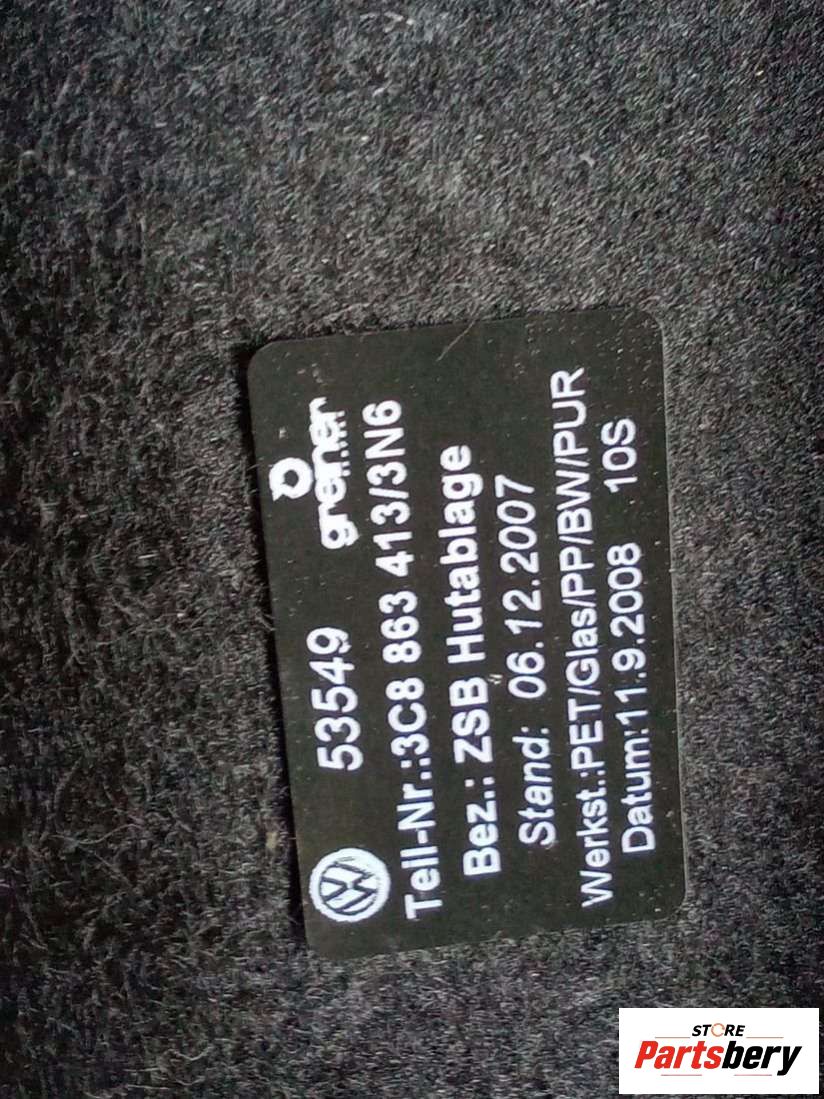 53549 greiner
Teil-Nr.:3C8 863 413/3N6
Bez.: ZSB Hutablage
Stand: 06.12.2007
Werkst.:PET/Glas/PP/BW/PUR
Datum:11.9.2008 10S
STORE
Partsbery